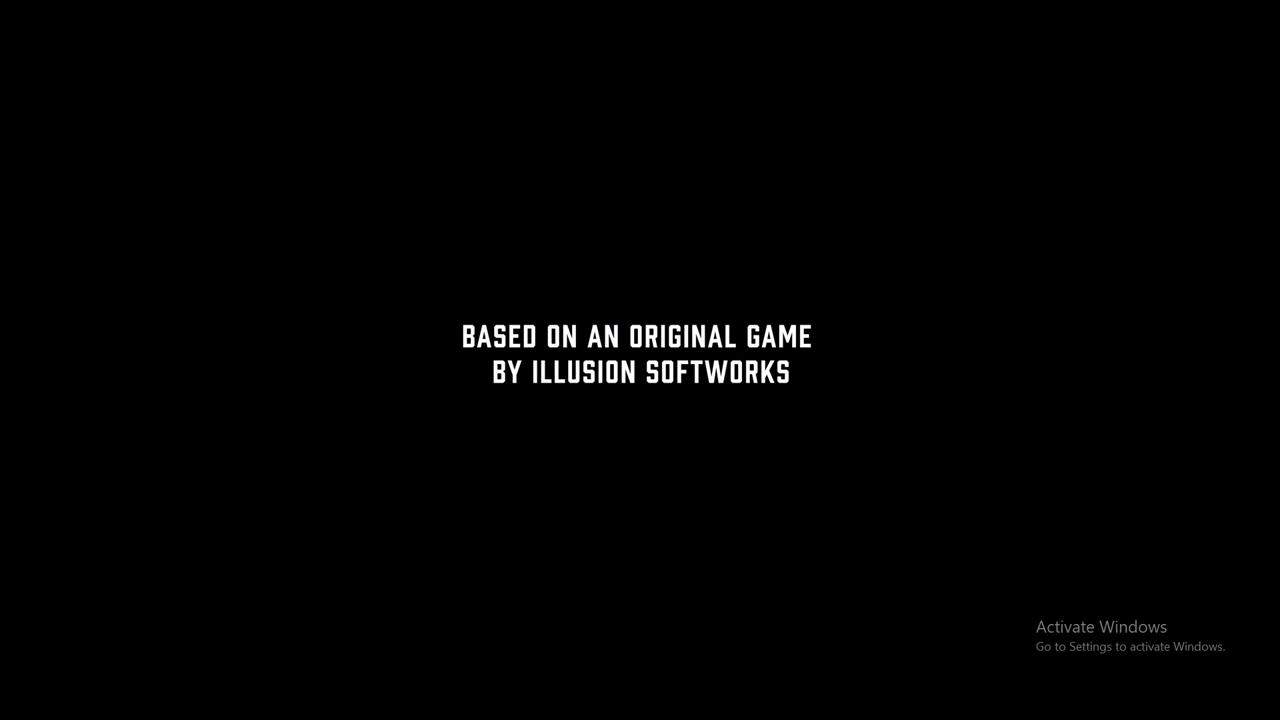 BASED ON AN ORIGINAL GAME
BY ILLUSION SOFTWORKS
Activate Windows
Go to Settings to activate Windows.